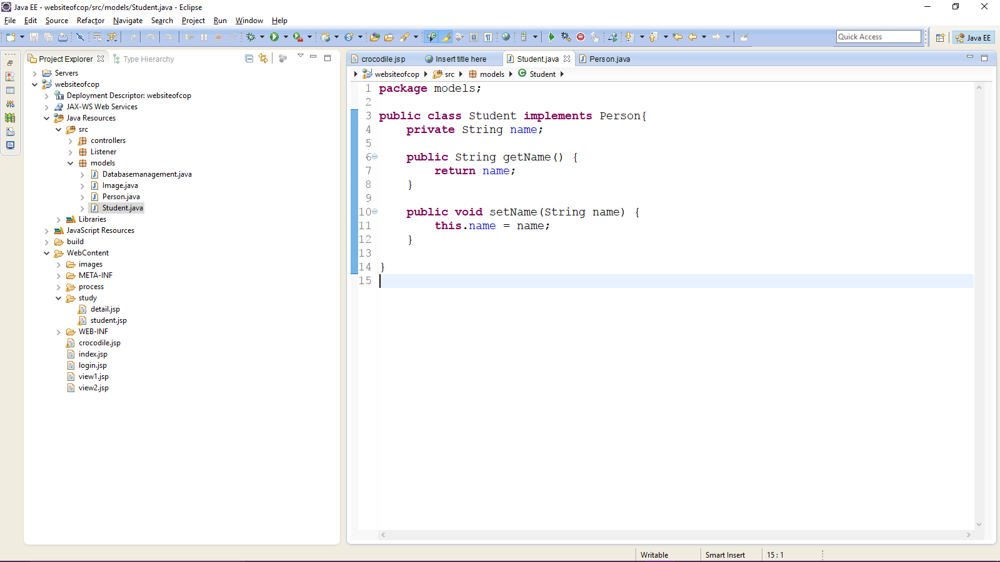 Java EE - websiteofcop/src/models/Student.java - Eclipse
File Edit Source Refactor Navigate Search Project Run Window Help
Quick Access
Java EE
Project Explorer
Type Hierarchy
Servers
websiteofcop
Deployment Descriptor: websiteofcop
JAX-WS Web Services
Java Resources
src
controllers
Listener
models
Databasemanagement.java
Image.java
Person.java
Student.java
Libraries
JavaScript Resources
build
WebContent
images
META-INF
process
study
detail.jsp
student.jsp
WEB-INF
crocodile.jsp
index.jsp
login.jsp
view1.jsp
view2.jsp
crocodile.jsp Insert title here Student.java Person.java
websiteofcop src models Student
1 package models;
2
3 public class Student implements Person{
4 private String name;
5
6 public String getName() {
7 return name;
8 }
9
10 public void setName(String name) {
11 this.name = name;
12 }
13
14 }
15
Writable Smart Insert 15 : 1